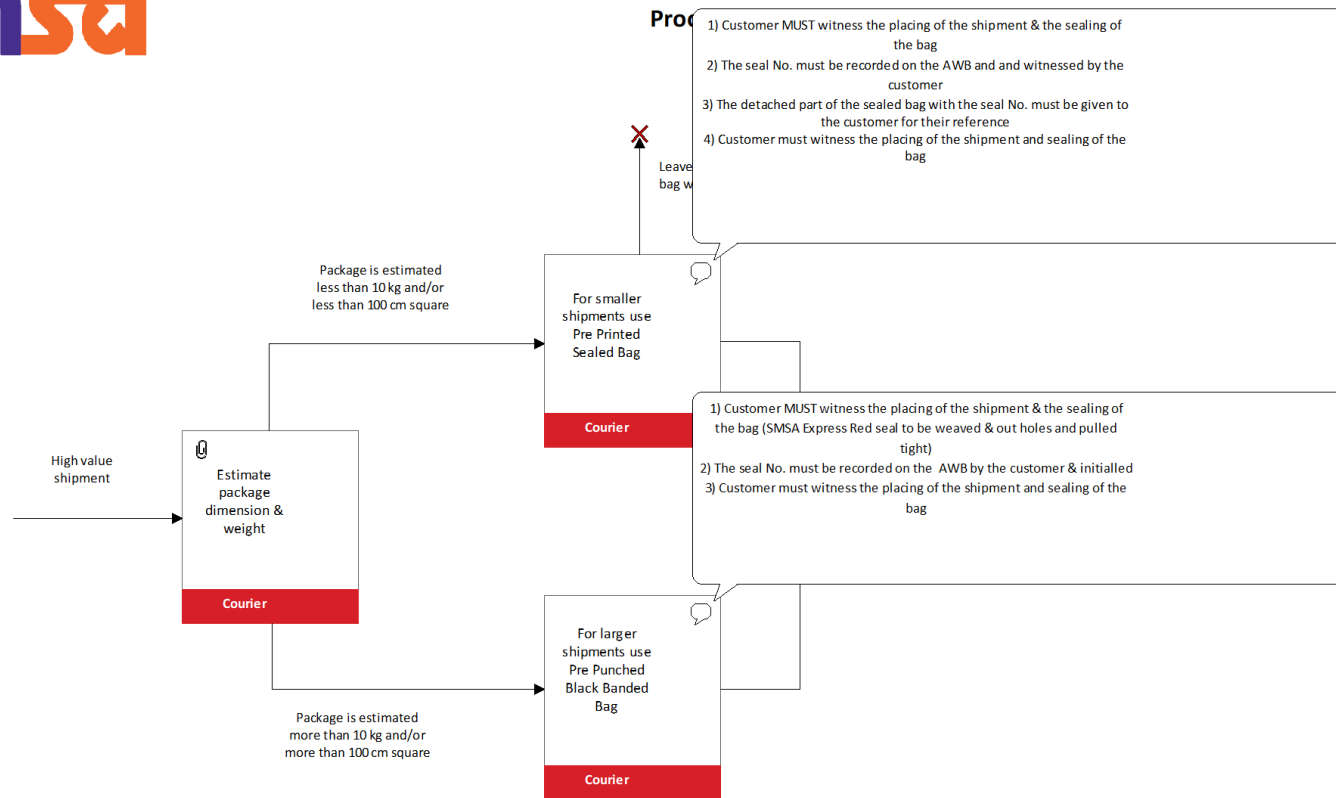 sa
1) Customer MUST witness the placing of the shipment & the sealing of
the bag
2) The seal No. must be recorded on the AWB and and witnessed by the
customer
3) The detached part of the sealed bag with the seal No. must be given to
the customer for their reference
4) Customer must witness the placing of the shipment and sealing of the
bag
Leave
bag w
Package is estimated
less than 10 kg and/or
less than 100 cm square
For smaller
shipments use
Pre Printed
Sealed Bag
Courier
1) Customer MUST witness the placing of the shipment & the sealing of
the bag (SMSA Express Red seal to be weaved & out holes and pulled
tight)
2) The seal No. must be recorded on the AWB by the customer & initialled
3) Customer must witness the placing of the shipment and sealing of the
bag
High value
shipment
Estimate
package
dimension &
weight
Courier
For larger
shipments use
Pre Punched
Black Banded
Bag
Courier
Package is estimated
more than 10 kg and/or
more than 100 cm square